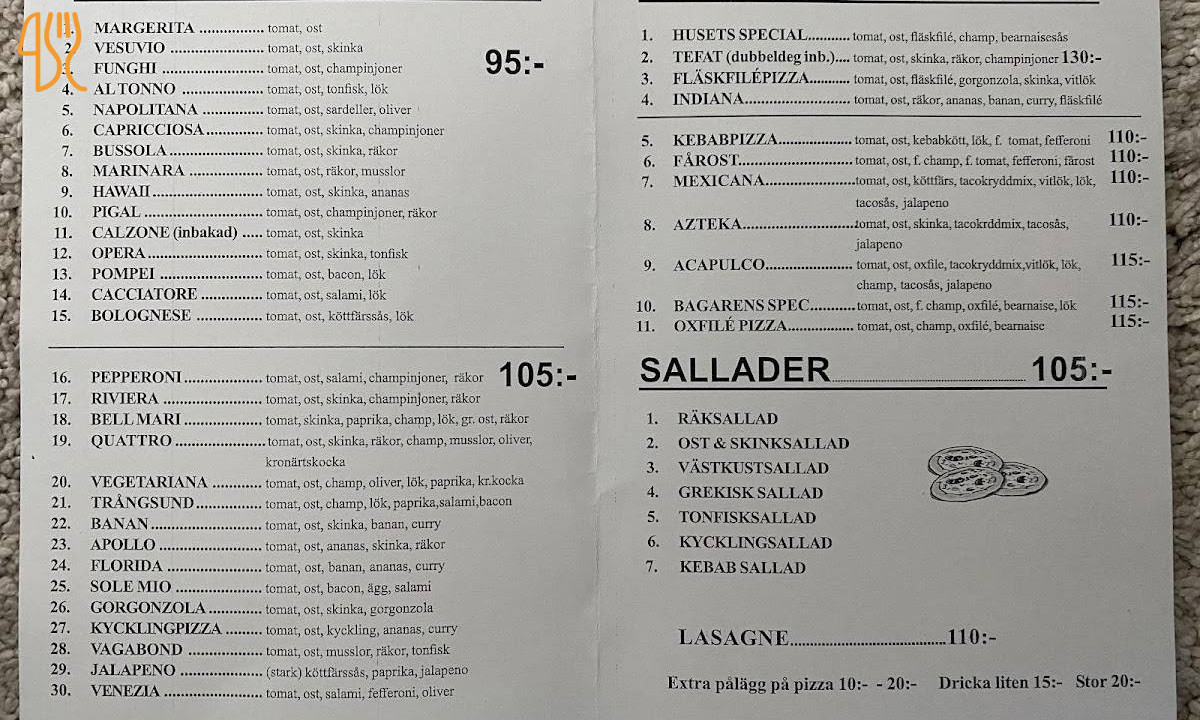 1. MARGERITA ................ tomat, ost
2. VESUVIO ....................... tomat, ost, skinka
3. FUNGHI ......................... tomat, ost, champinjoner
95:-
4. AL TONNO .................... tomat, ost, tonfisk, lök
5. NAPOLITANA ............... tomat, ost, sardeller, oliver
6. CAPRICCIOSA.............. tomat, ost, skinka, champinjoner
7. BUSSOLA....................... tomat, ost, skinka, räkor
8. MARINARA .................. tomat, ost, räkor, musslor
9. HAWAII........................... tomat, ost, skinka, ananas
10. PIGAL ............................. tomat, ost, champinjoner, räkor
11. CALZONE (inbakad) ..... tomat, ost, skinka
12. OPERA............................ tomat, ost, skinka, tonfisk
13. POMPEI ......................... tomat, ost, bacon, lök
14. CACCIATORE ............... tomat, ost, salami, lök
15. BOLOGNESE ................ tomat, ost, köttfärssås, lök
16. PEPPERONI................... tomat, ost, salami, champinjoner, räkor
105:-
17. RIVIERA ........................ tomat, ost, skinka, champinjoner, räkor
18. BELL MARI ................... tomat, skinka, paprika, champ, lök, gr. ost, räkor
19. QUATTRO ..................... tomat, ost, skinka, räkor, champ, musslor, oliver,
kronärtskocka
20. VEGETARIANA ............ tomat, ost, champ, oliver, lök, paprika, kr.kocka
21. TRÅNGSUND................ tomat, ost, champ, lök, paprika,salami,bacon
22. BANAN........................... tomat, ost, skinka, banan, curry
23. APOLLO ......................... tomat, ost, ananas, skinka, räkor
24. FLORIDA ....................... tomat, ost, banan, ananas, curry
25. SOLE MIO ..................... tomat, ost, bacon, ägg, salami
26. GORGONZOLA............. tomat, ost, skinka, gorgonzola
27. KYCKLINGPIZZA ......... tomat, ost, kyckling, ananas, curry
28. VAGABOND .................. tomat, ost, musslor, räkor, tonfisk
29. JALAPENO .................... (stark) köttfärssås, paprika, jalapeno
30. VENEZIA ........................ tomat, ost, salami, fefferoni, oliver
1. HUSETS SPECIAL.......... tomat, ost, fläskfilé, champ, bearnaisesås
2. TEFAT (dubbeldeg inb.).... tomat, ost, skinka, räkor, champinjoner 130:-
3. FLÄSKFILÉPIZZA.......... tomat, ost, fläskfilé, gorgonzola, skinka, vitlök
4. INDIANA......................... tomat, ost, räkor, ananas, banan, curry, fläskfilé
5. KEBABPIZZA.................. tomat, ost, kebabkött, lök, f. tomat, fefferoni 110:-
6. FÅROST........................... tomat, ost, f. champ, f. tomat, fefferoni, fårost 110:-
7. MEXICANA..................... tomat, ost, köttfärs, tacokryddmix, vitlök, lök, 110:-
tacosås, jalapeno
8. AZTEKA........................... tomat, ost, skinka, tacokrddmix, tacosås, 110:-
jalapeno
9. ACAPULCO..................... tomat, ost, oxfile, tacokryddmix,vitlök, lök, 115:-
champ, tacosås, jalapeno
10. BAGARENS SPEC........... tomat, ost, f. champ, oxfilé, bearnaise, lök 115:-
11. OXFILÉ PIZZA................ tomat, ost, champ, oxfilé, bearnaise 115:-
SALLADER................................ 105:-
1. RÄKSALLAD
2. OST & SKINKSALLAD
3. VÄSTKUSTSALLAD
4. GREKISK SALLAD
5. TONFISKSALLAD
6. KYCKLINGSALLAD
7. KEBAB SALLAD
LASAGNE................................110:-
Extra pålägg på pizza 10:- - 20:- Dricka liten 15:- Stor 20:-